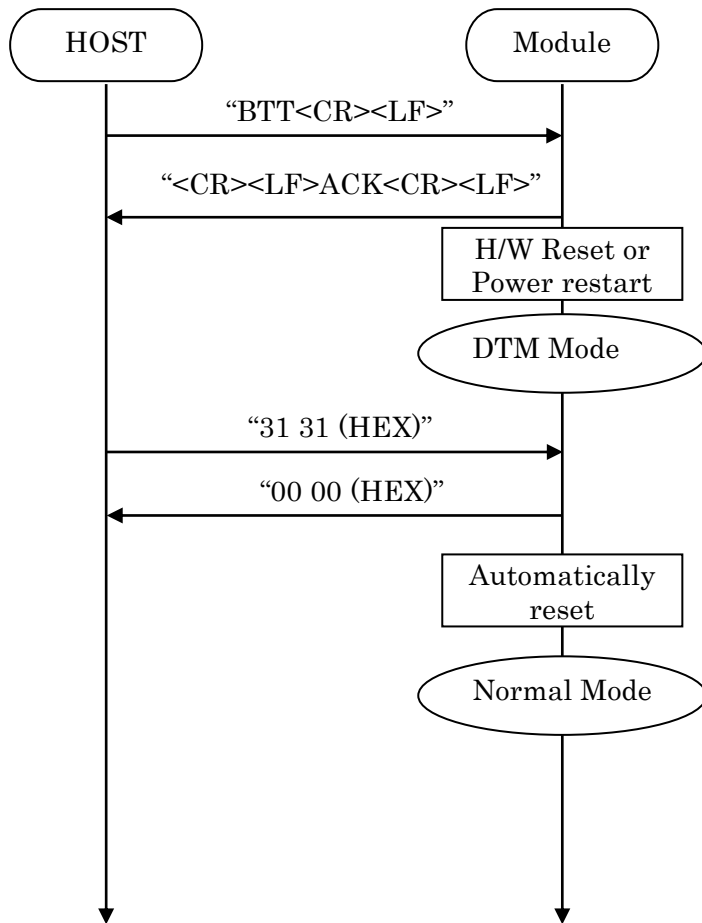 HOST
Module
“BTT<CR><LF>”
“<CR><LF>ACK<CR><LF>”
H/W Reset or
Power restart
DTM Mode
“31 31 (HEX)”
“00 00 (HEX)”
Automatically
reset
Normal Mode